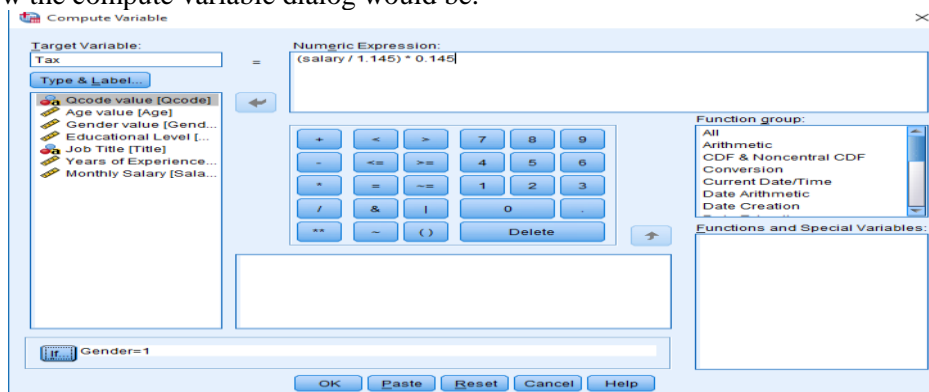 w the compute variable dialog would be.
Compute Variable
Target Variable:
Tax
=
Numeric Expression:
(salary / 1.145) * 0.145
Type & Label...
Qcode value [Qcode]
Age value [Age]
Gender value [Gend...
Educational Level [...
Job Title [Title]
Years of Experience...
Monthly Salary [Sala...
+ < > 7 8 9
- <= >= 4 5 6
* = ~= 1 2 3
/ & | 0 .
** ~ ( ) Delete
Function group:
All
Arithmetic
CDF & Noncentral CDF
Conversion
Current Date/Time
Date Arithmetic
Date Creation
Functions and Special Variables:
If... Gender=1
OK Paste Reset Cancel Help